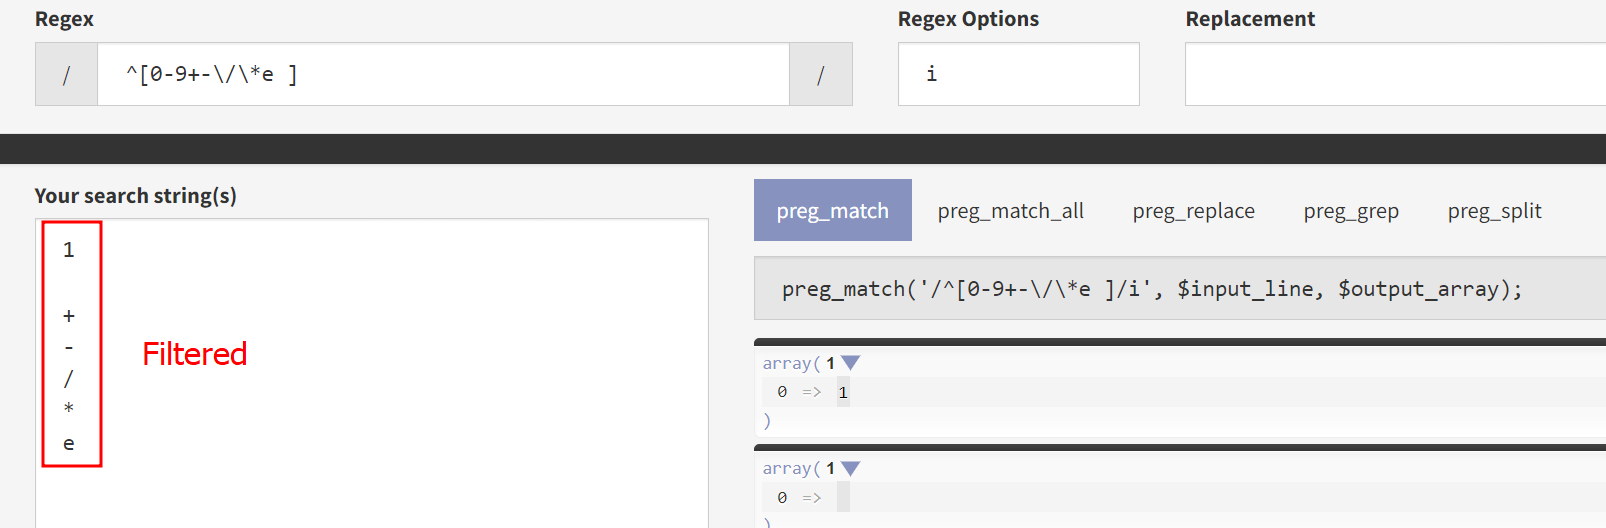 Regex
Regex Options
Replacement
/
^[0-9+-\/\*e ]
/
i
Your search string(s)
1
+
-
/
*
e
Filtered
preg_match
preg_match_all
preg_replace
preg_grep
preg_split
preg_match('/^[0-9+-\/\*e ]/i', $input_line, $output_array);
array( 1
0 => 1
)
array( 1
0 =>
)